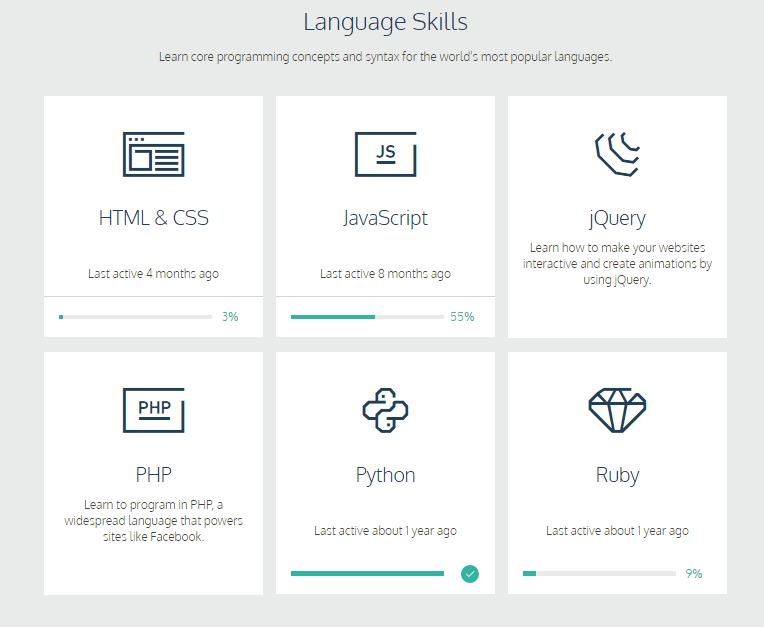 Language Skills
Learn core programming concepts and syntax for the world's most popular languages.
JS
HTML & CSS
JavaScript
jQuery
Learn how to make your websites
interactive and create animations by
using jQuery.
Last active 4 months ago
Last active 8 months ago
3%
55%
PHP
PHP
Python
Ruby
Learn to program in PHP, a
widespread language that powers
sites like Facebook.
Last active about 1 year ago
Last active about 1 year ago
9%